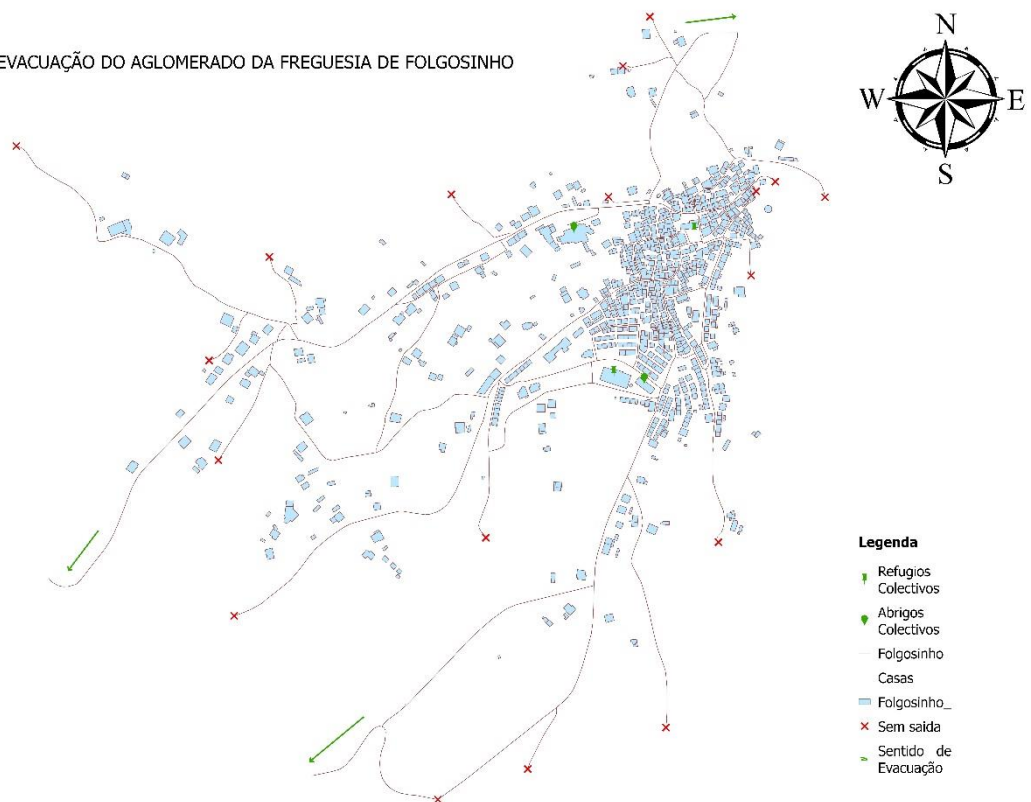 EVACUAÇÃO DO AGLOMERADO DA FREGUESIA DE FOLGOSINHO
N
W
E
S
Legenda
Refugios
Colectivos
Abrigos
Colectivos
Folgosinho
Casas
Folgosinho_
Sem saida
Sentido de
Evacuação